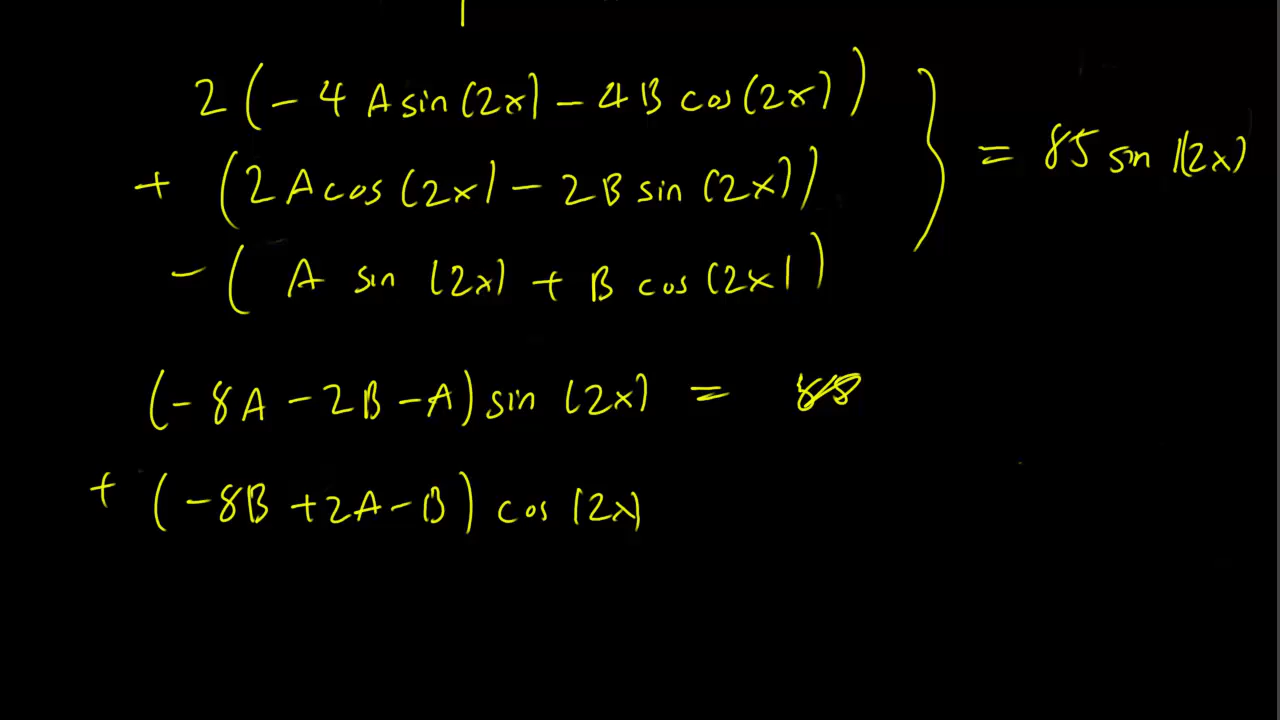 2(-4A sin(2x) - 4B cos(2x))
+ (2A cos(2x) - 2B sin(2x))
- (A sin(2x) + B cos(2x))
} = 85 sin(2x)
(-8A - 2B - A) sin(2x) =
+ (-8B + 2A - B) cos(2x)